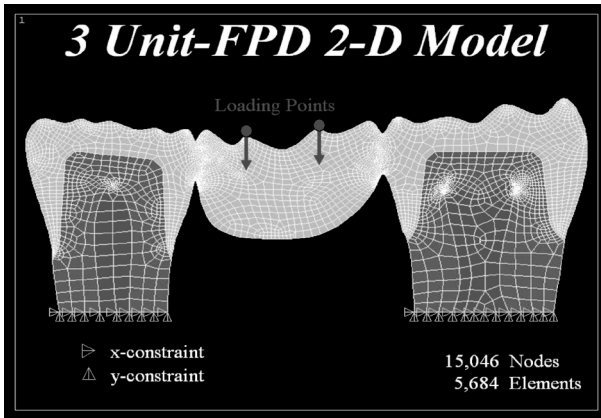 1
3 Unit-FPD 2-D Model
Loading Points
x-constraint
y-constraint
15,046 Nodes
5,684 Elements